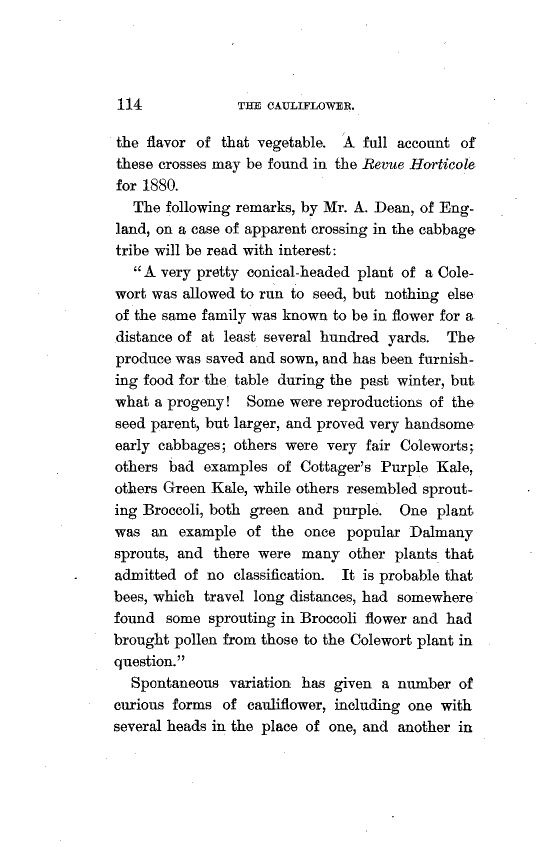 114 THE CAULIFLOWER.
the flavor of that vegetable. A full account of
these crosses may be found in the Revue Horticole
for 1880.
The following remarks, by Mr. A. Dean, of Eng-
land, on a case of apparent crossing in the cabbage
tribe will be read with interest:
"A very pretty conical-headed plant of a Cole-
wort was allowed to run to seed, but nothing else
of the same family was known to be in flower for a
distance of at least several hundred yards. The
produce was saved and sown, and has been furnish-
ing food for the table during the past winter, but
what a progeny! Some were reproductions of the
seed parent, but larger, and proved very handsome
early cabbages; others were very fair Coleworts;
others bad examples of Cottager's Purple Kale,
others Green Kale, while others resembled sprout-
ing Broccoli, both green and purple. One plant
was an example of the once popular Dalmany
sprouts, and there were many other plants that
admitted of no classification. It is probable that
bees, which travel long distances, had somewhere
found some sprouting in Broccoli flower and had
brought pollen from those to the Colewort plant in
question."
Spontaneous variation has given a number of
curious forms of cauliflower, including one with
several heads in the place of one, and another in